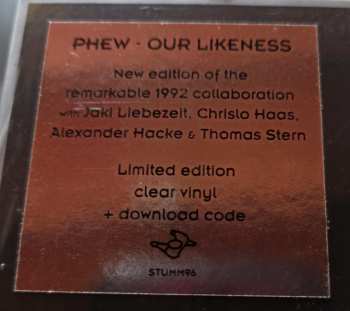 PHEW · OUR LIKENESS
New edition of the
remarkable 1992 collaboration
with Jaki Liebezeit, Chrislo Haas,
Alexander Hacke & Thomas Stern
Limited edition
clear vinyl
+ download code
STUMM96